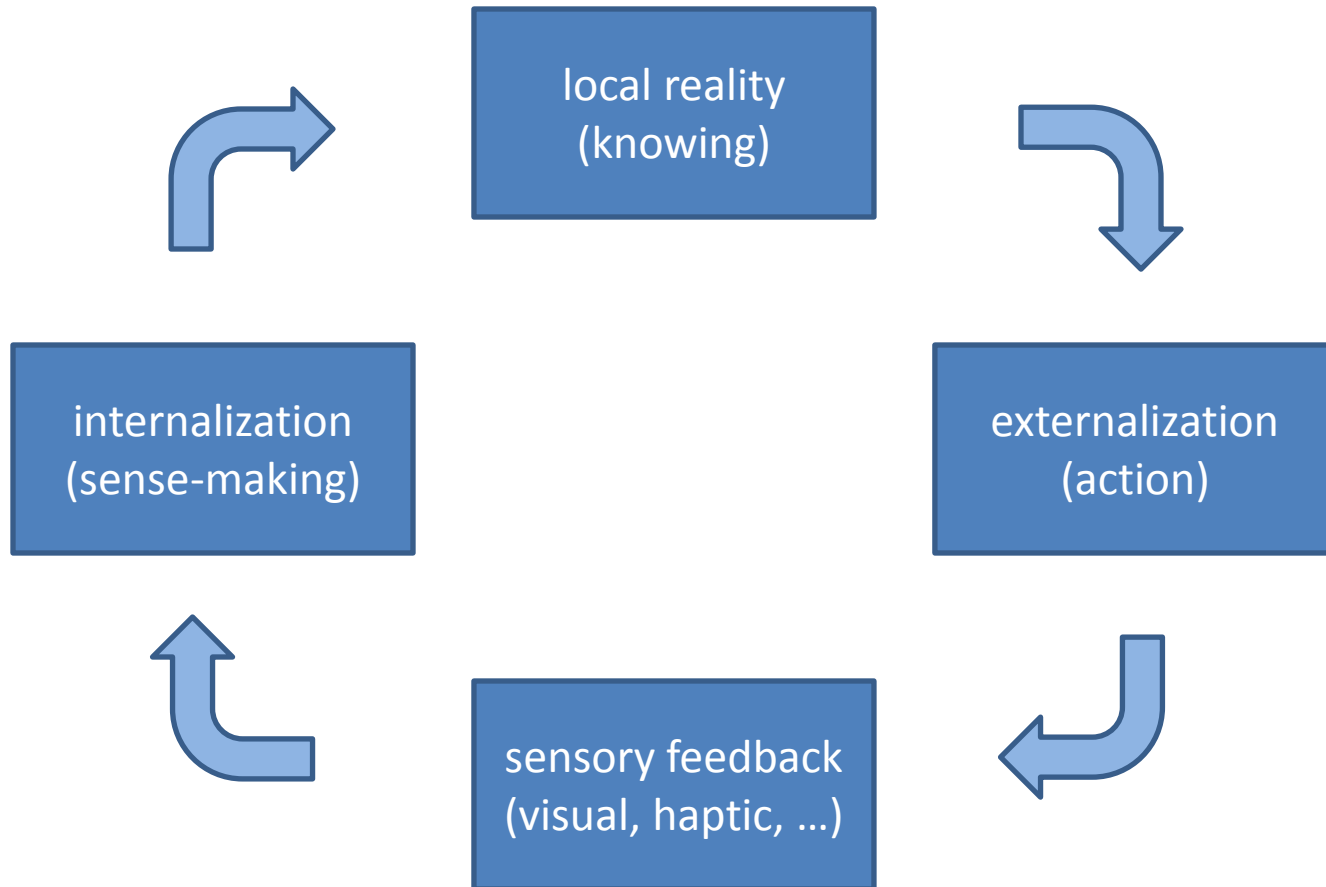 local reality
(knowing)
internalization
(sense-making)
externalization
(action)
sensory feedback
(visual, haptic, …)